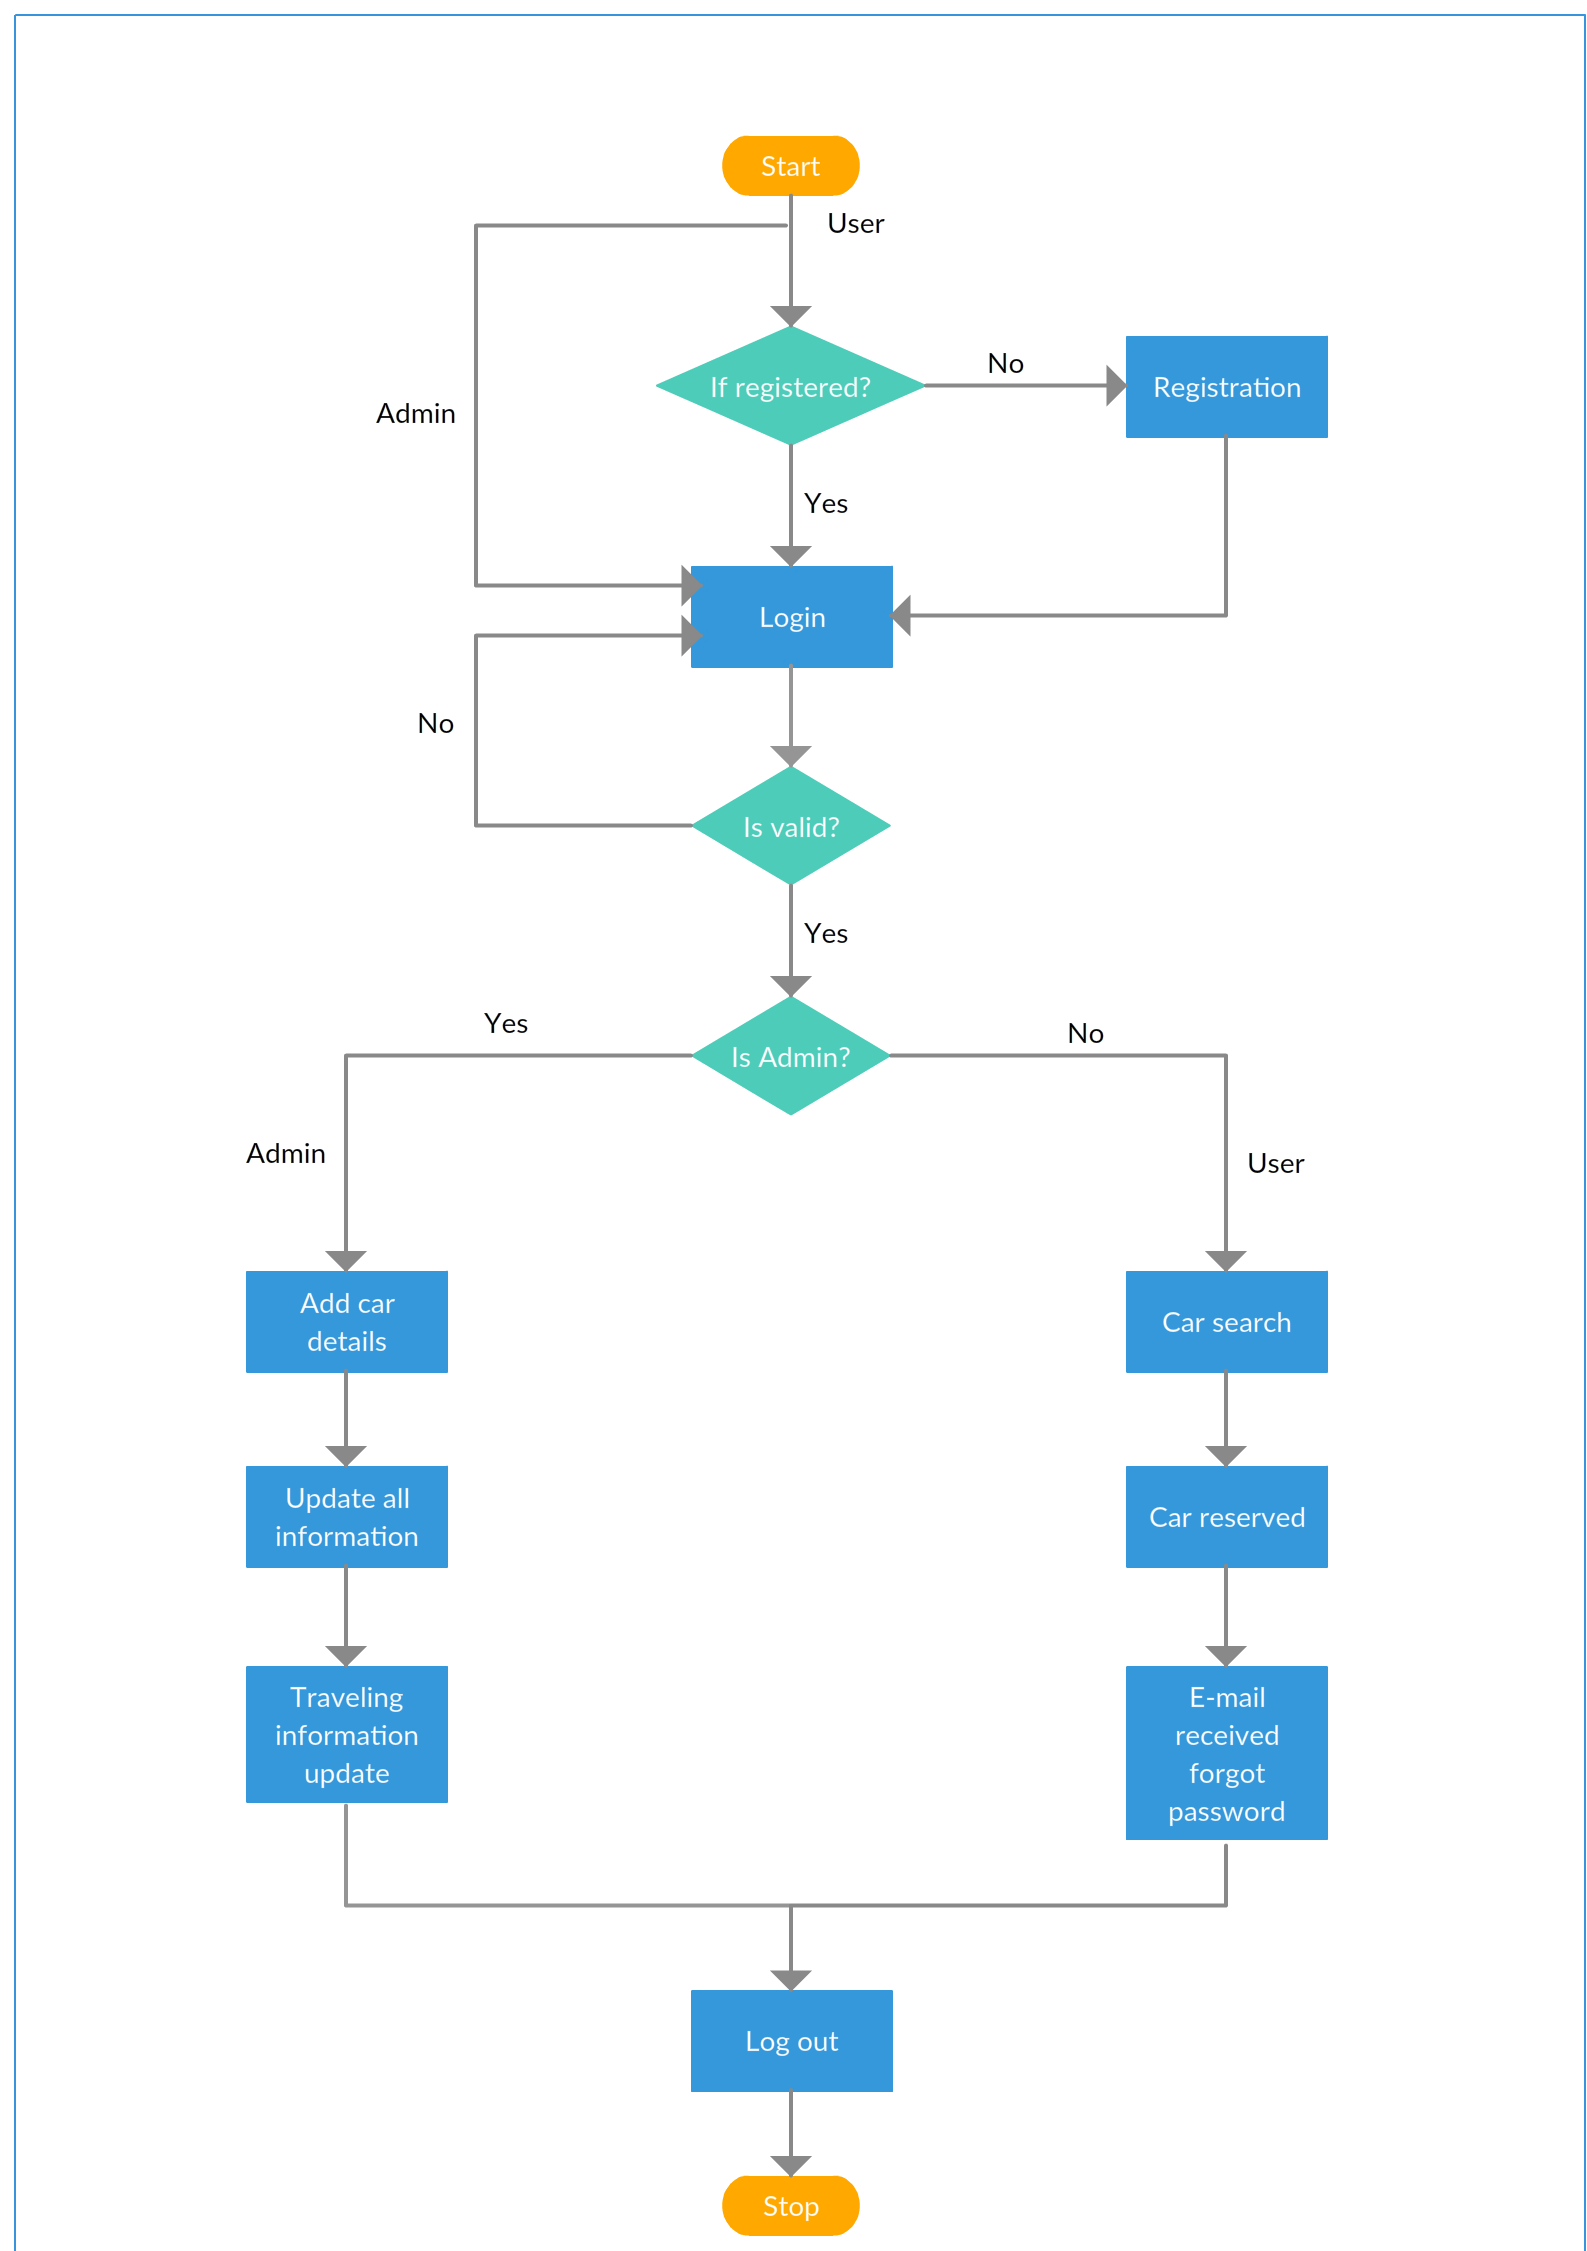 Start
User
No
If registered?
Registration
Admin
Yes
Login
No
Is valid?
Yes
Yes
No
Is Admin?
Admin
User
Add car
details
Car search
Update all
information
Car reserved
Traveling
information
update
E-mail
received
forgot
password
Log out
Stop